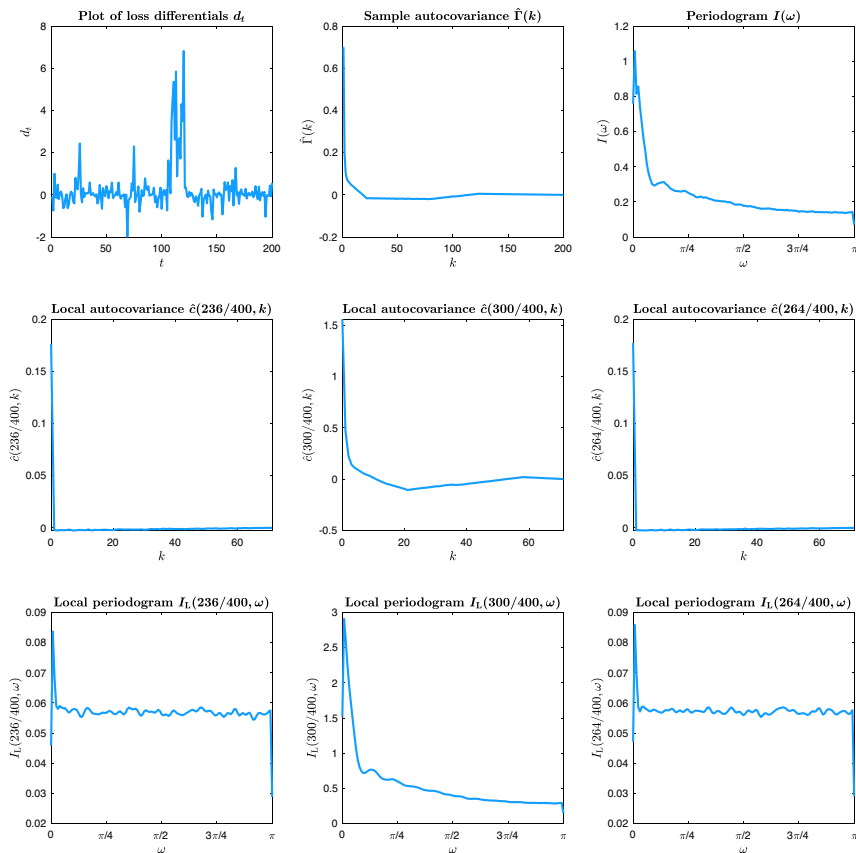 Plot of loss differentials dₜ
8
6
4
2
0
-2
dₜ
0 50 100 150 200
t
Sample autocovariance Γ̂(k)
0.8
0.6
0.4
0.2
0
-0.2
Γ̂(k)
0 50 100 150 200
k
Periodogram I(ω)
1.2
1
0.8
0.6
0.4
0.2
0
I(ω)
0 π/4 π/2 3π/4 π
ω
Local autocovariance ĉ(236/400, k)
0.2
0.15
0.1
0.05
0
ĉ(236/400, k)
0 20 40 60
k
Local autocovariance ĉ(300/400, k)
1.5
1
0.5
0
-0.5
ĉ(300/400, k)
0 20 40 60
k
Local autocovariance ĉ(264/400, k)
0.2
0.15
0.1
0.05
0
ĉ(264/400, k)
0 20 40 60
k
Local periodogram I_L(236/400, ω)
0.09
0.08
0.07
0.06
0.05
0.04
0.03
0.02
I_L(236/400, ω)
0 π/4 π/2 3π/4 π
ω
Local periodogram I_L(300/400, ω)
3
2.5
2
1.5
1
0.5
0
I_L(300/400, ω)
0 π/4 π/2 3π/4 π
ω
Local periodogram I_L(264/400, ω)
0.09
0.08
0.07
0.06
0.05
0.04
0.03
0.02
I_L(264/400, ω)
0 π/4 π/2 3π/4 π
ω